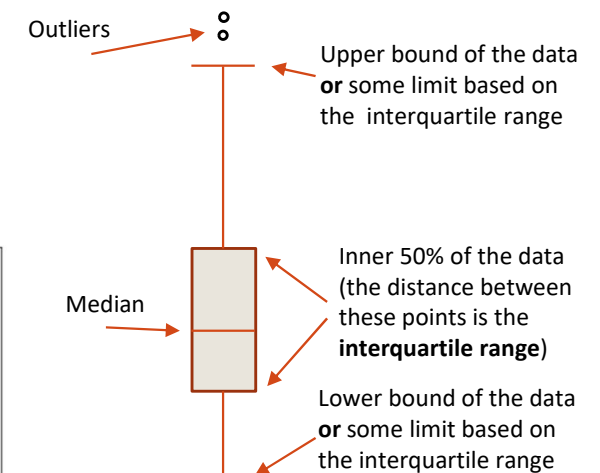 Outliers
Upper bound of the data
or some limit based on
the interquartile range
Inner 50% of the data
(the distance between
these points is the
interquartile range)
Median
Lower bound of the data
or some limit based on
the interquartile range